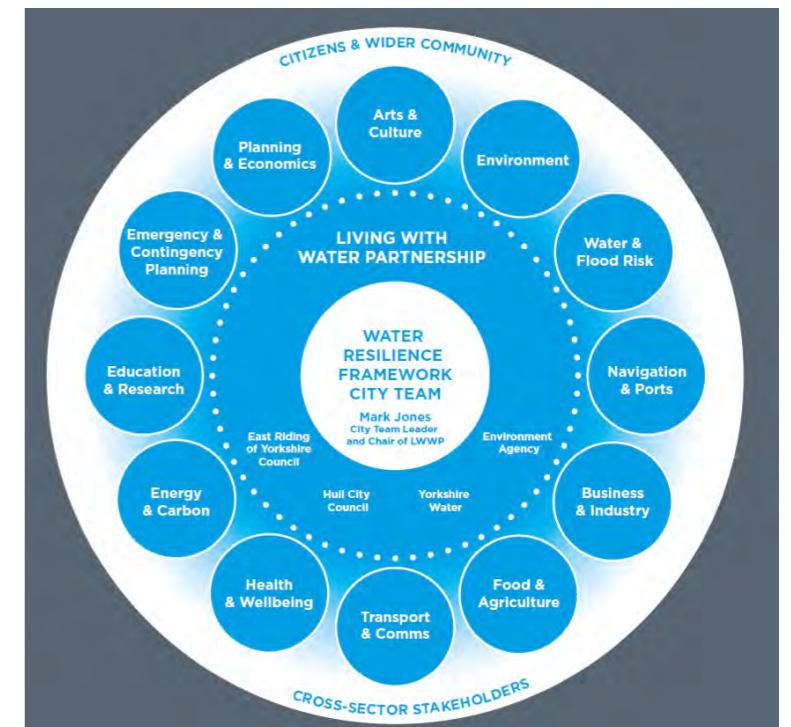 CITIZENS & WIDER COMMUNITY
Arts &
Culture
Environment
Water &
Flood Risk
Navigation
& Ports
Business
& Industry
Food &
Agriculture
Transport
& Comms
Health
& Wellbeing
Energy
& Carbon
Education
& Research
Emergency &
Contingency
Planning
Planning
& Economics
LIVING WITH
WATER PARTNERSHIP
WATER
RESILIENCE
FRAMEWORK
CITY TEAM
Mark Jones
City Team Leader
and Chair of LWWP
East Riding
of Yorkshire
Council
Hull City
Council
Yorkshire
Water
Environment
Agency
CROSS-SECTOR STAKEHOLDERS